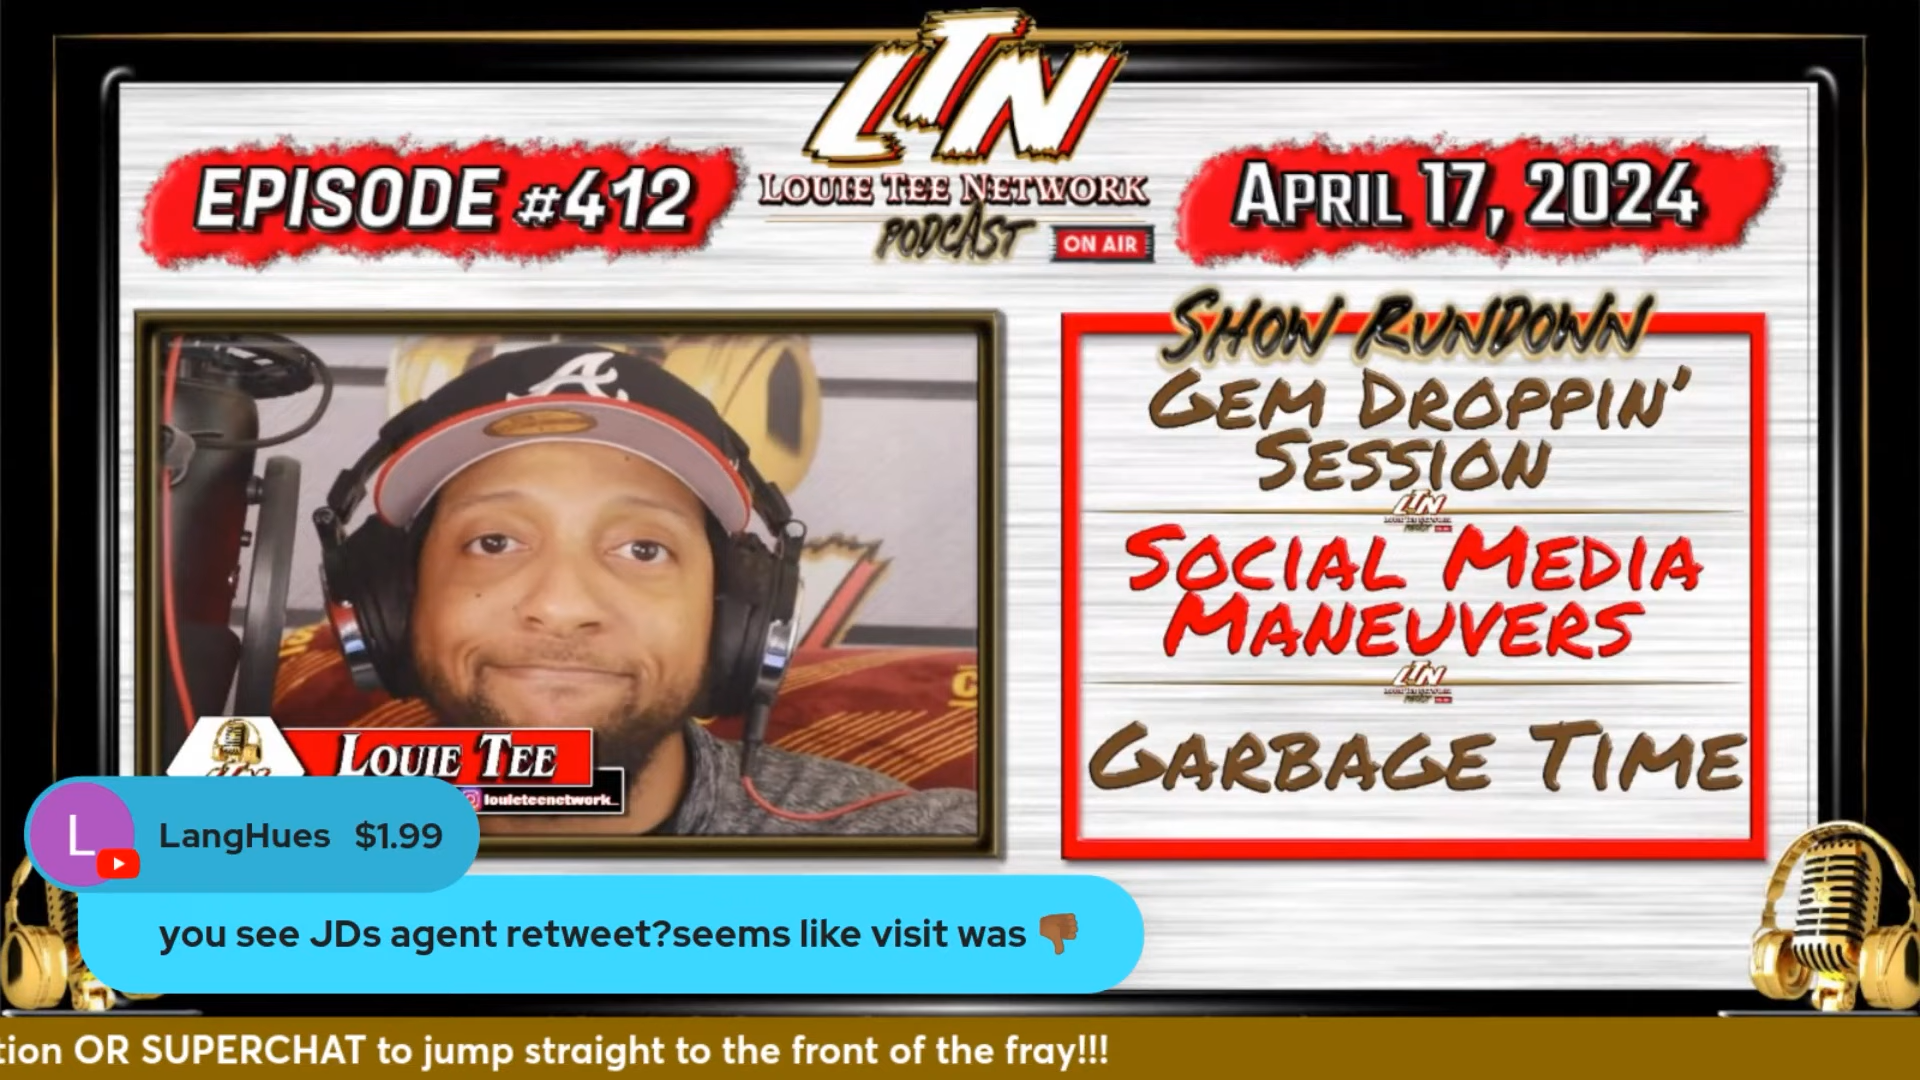 LTN
EPISODE #412
LOUIE TEE NETWORK
PODCAST
ON AIR
APRIL 17, 2024
SHOW RUNDOWN
GEM DROPPIN'
SESSION
LTN
SOCIAL MEDIA
MANEUVERS
LTN
GARBAGE TIME
LOUIE TEE
louieteenetwork_
L
LangHues $1.99
you see JDs agent retweet?seems like visit was 👎🏾
tion OR SUPERCHAT to jump straight to the front of the fray!!!